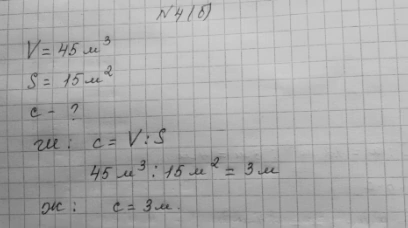 №4(б)
V = 45 м³
S = 15 м²
c - ?
ш: c = V : S
45 м³ : 15 м² = 3 м
ж: c = 3 м.